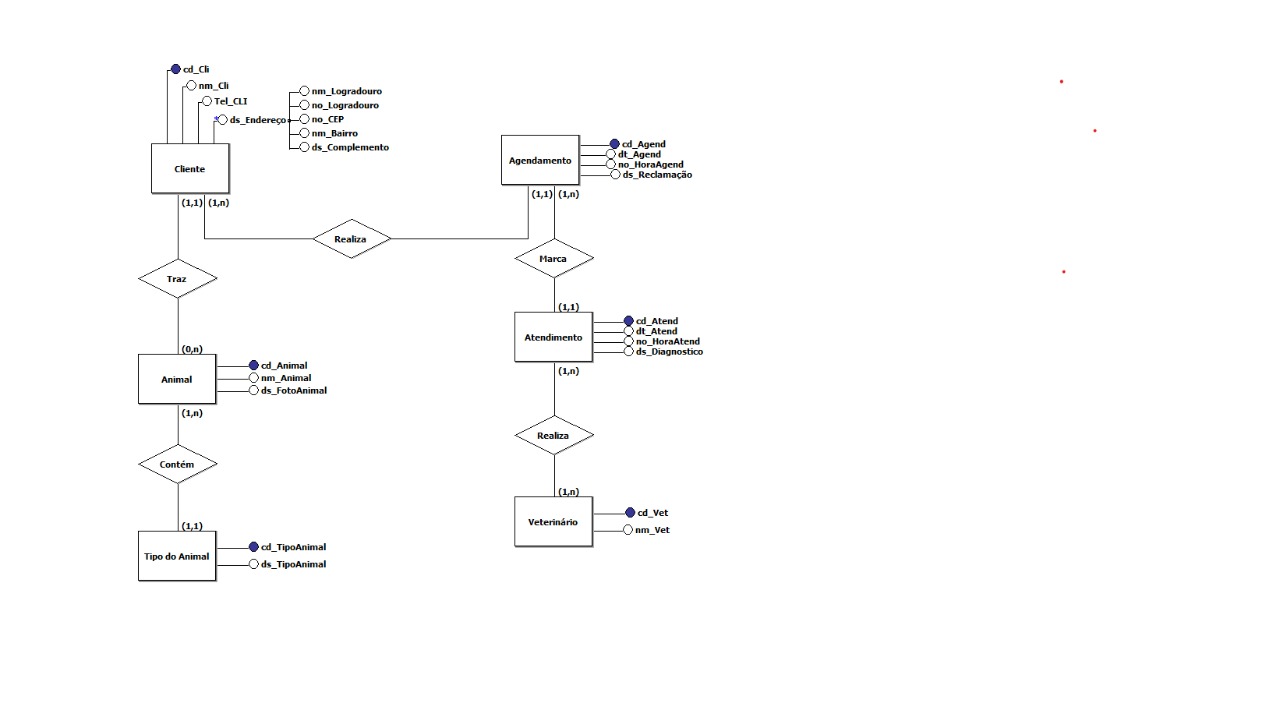 cd_Cli
nm_Cli
Tel_CLI
ds_Endereço
nm_Logradouro
no_Logradouro
no_CEP
nm_Bairro
ds_Complemento
Cliente
(1,1) (1,n)
Agendamento
cd_Agend
dt_Agend
no_HoraAgend
ds_Reclamação
(1,1) (1,n)
Realiza
Marca
Traz
(1,1)
Atendimento
cd_Atend
dt_Atend
no_HoraAtend
ds_Diagnostico
(1,n)
(0,n)
Animal
cd_Animal
nm_Animal
ds_FotoAnimal
(1,n)
Realiza
Contém
(1,n)
Veterinário
cd_Vet
nm_Vet
(1,1)
Tipo do Animal
cd_TipoAnimal
ds_TipoAnimal